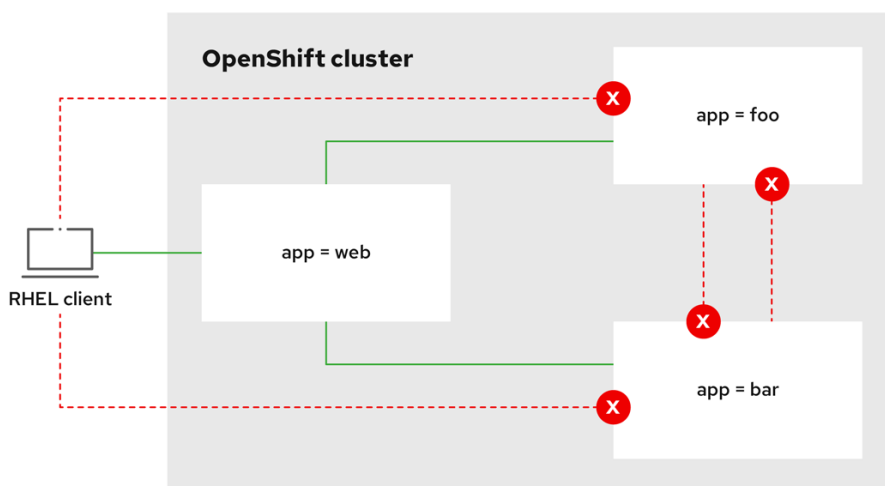 OpenShift cluster
X
app = foo
X
app = web
RHEL client
X
app = bar
X